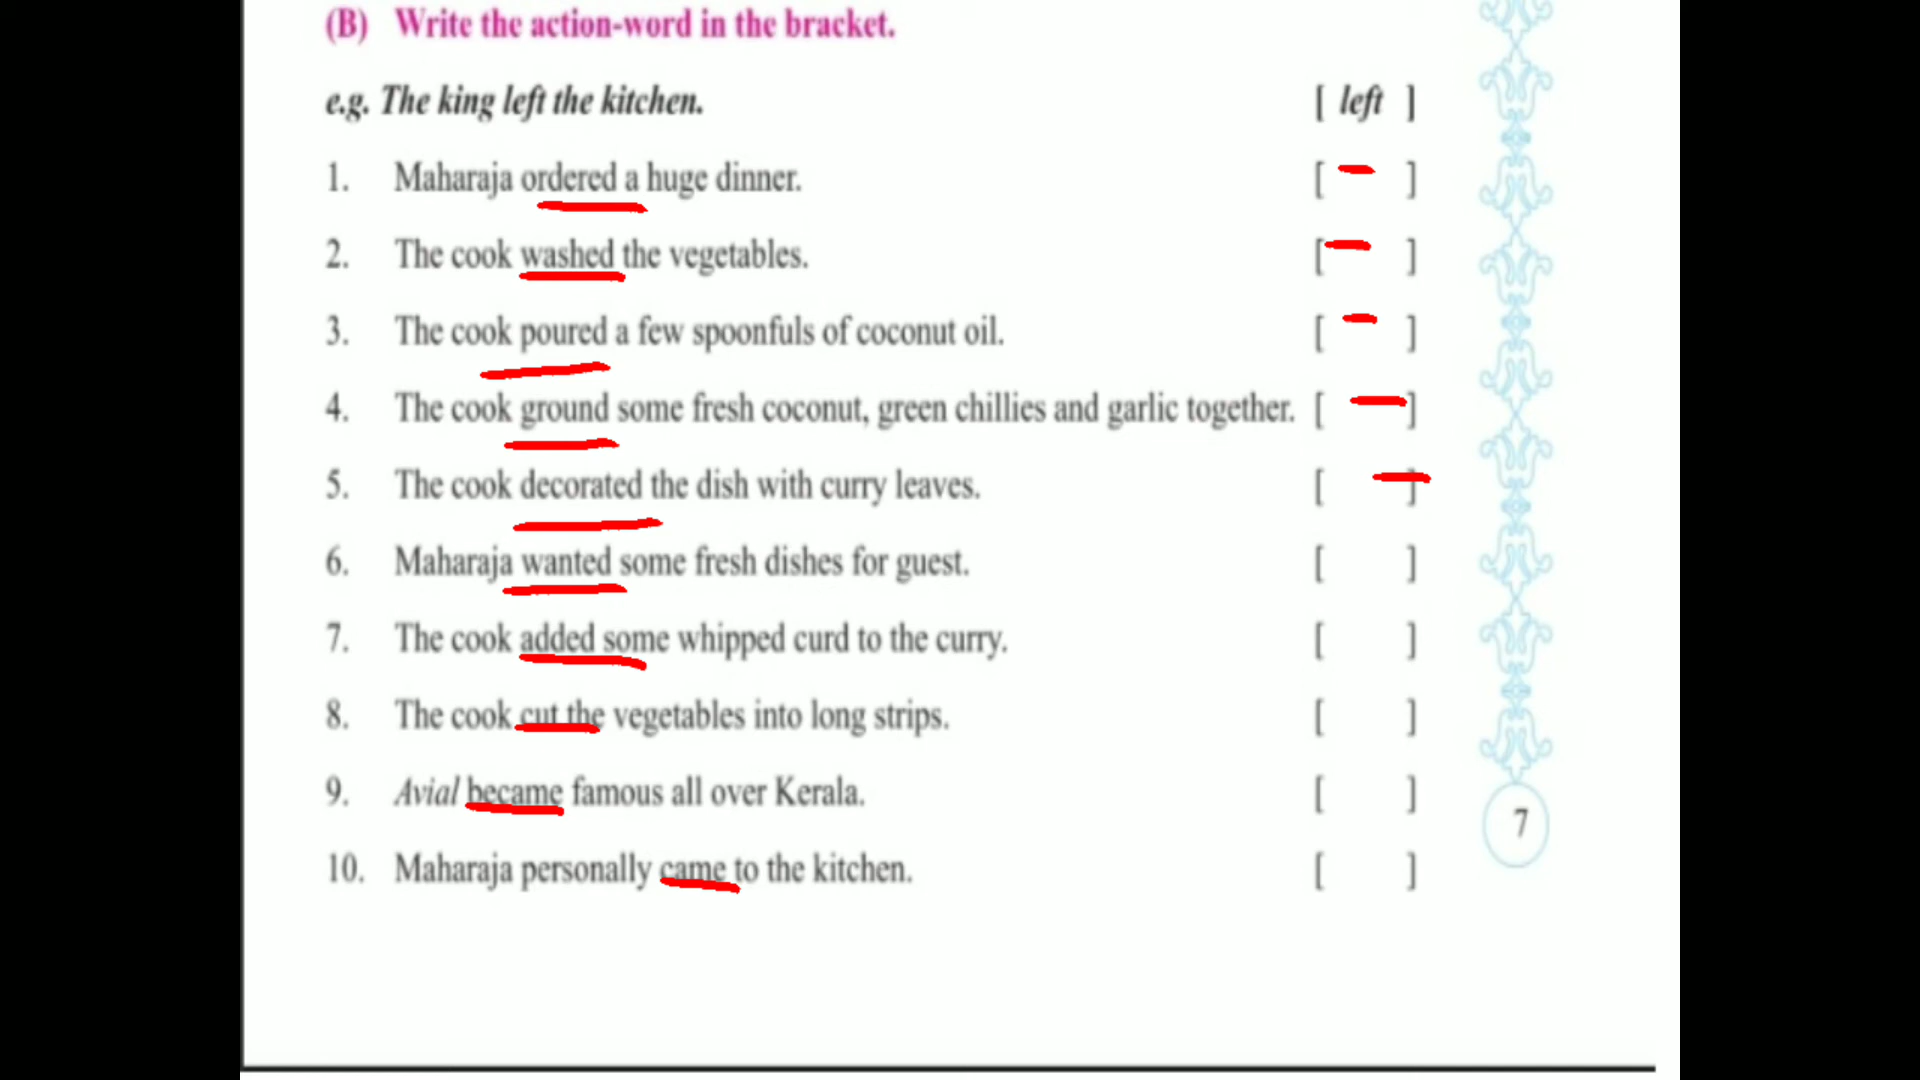 (B) Write the action-word in the bracket.
e.g. The king left the kitchen. [ left ]
1. Maharaja ordered a huge dinner. [ ]
2. The cook washed the vegetables. [ ]
3. The cook poured a few spoonfuls of coconut oil. [ ]
4. The cook ground some fresh coconut, green chillies and garlic together. [ ]
5. The cook decorated the dish with curry leaves. [ ]
6. Maharaja wanted some fresh dishes for guest. [ ]
7. The cook added some whipped curd to the curry. [ ]
8. The cook cut the vegetables into long strips. [ ]
9. Avial became famous all over Kerala. [ ]
10. Maharaja personally came to the kitchen. [ ]
7